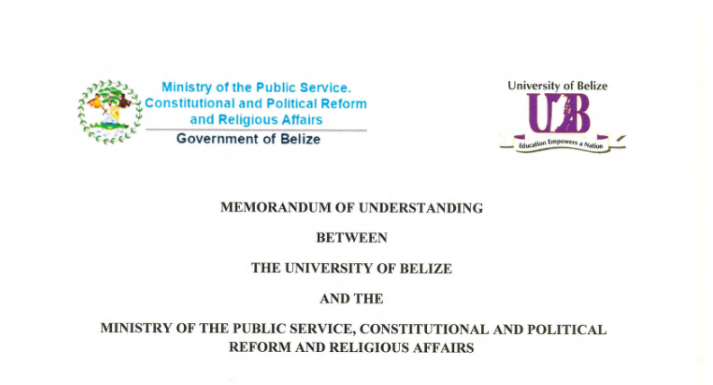 Ministry of the Public Service,
Constitutional and Political Reform
and Religious Affairs
Government of Belize
University of Belize
UB
Education Empowers a Nation
MEMORANDUM OF UNDERSTANDING
BETWEEN
THE UNIVERSITY OF BELIZE
AND THE
MINISTRY OF THE PUBLIC SERVICE, CONSTITUTIONAL AND POLITICAL
REFORM AND RELIGIOUS AFFAIRS